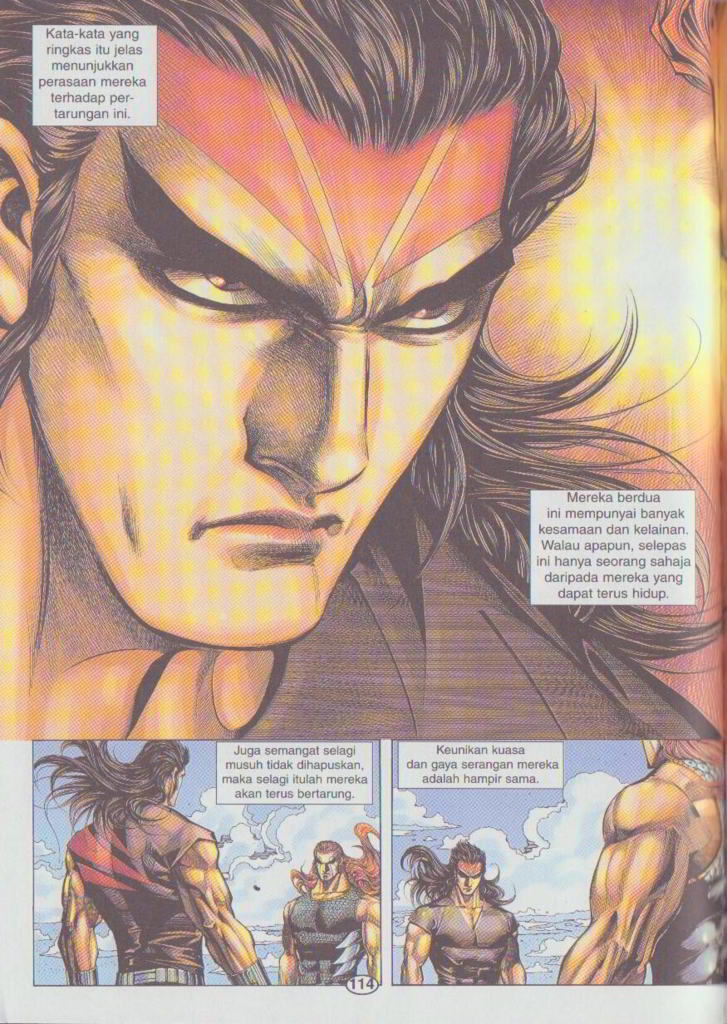 Kata-kata yang
ringkas itu jelas
menunjukkan
perasaan mereka
terhadap per-
tarungan ini.
Mereka berdua
ini mempunyai banyak
kesamaan dan kelainan.
Walau apapun, selepas
ini hanya seorang sahaja
daripada mereka yang
dapat terus hidup.
Juga semangat selagi
musuh tidak dihapuskan,
maka selagi itulah mereka
akan terus bertarung.
Keunikan kuasa
dan gaya serangan mereka
adalah hampir sama.
114